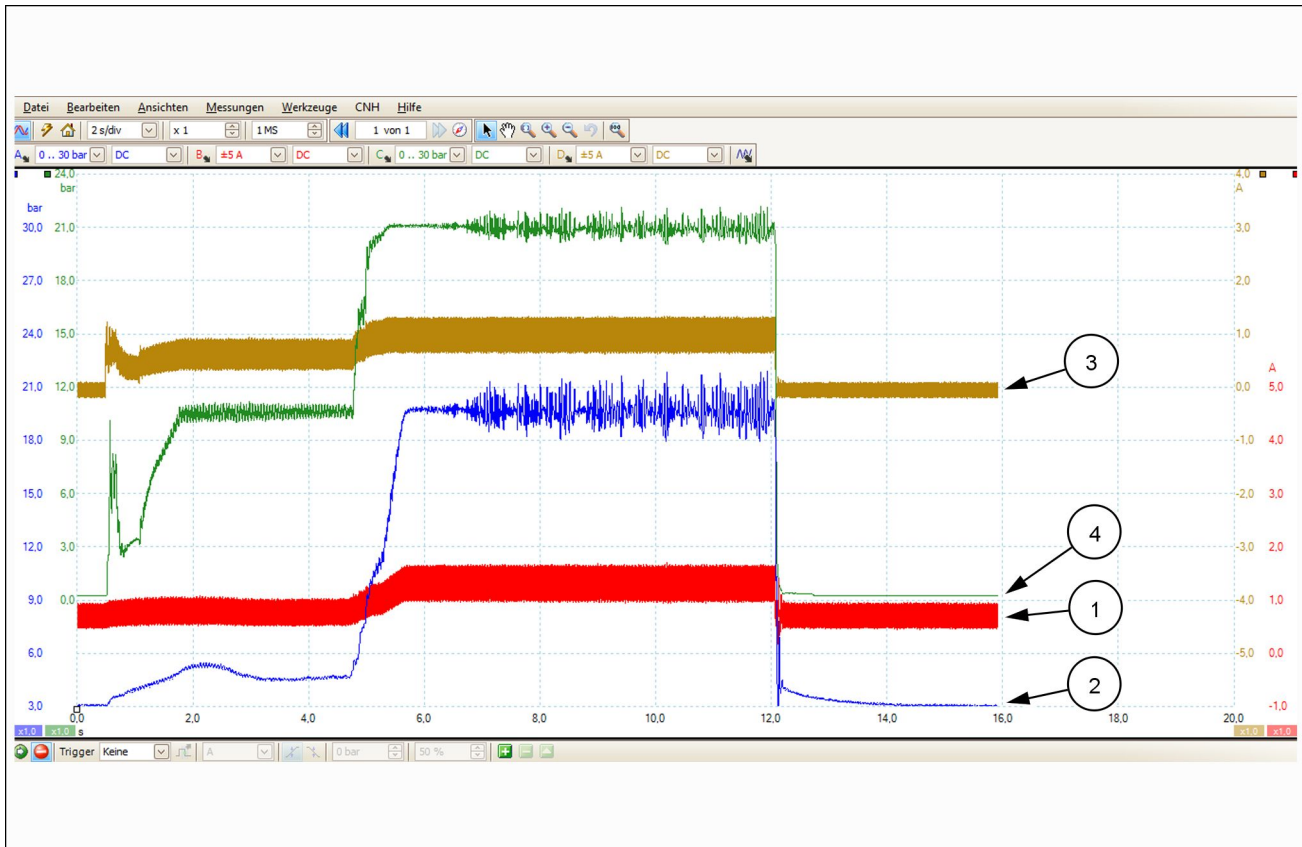 Datei Bearbeiten Ansichten Messungen Werkzeuge CNH Hilfe
2 s/div x 1 1 MS 1 von 1
A 0 .. 30 bar DC B ±5 A DC C 0 .. 30 bar DC D ±5 A DC
24,0 4,0
bar A
bar
30,0 21,0 3,0
27,0 18,0 2,0
24,0 15,0 1,0
3
A
21,0 12,0 0,0 5,0
18,0 9,0 -1,0 4,0
15,0 6,0 -2,0 3,0
4
12,0 3,0 -3,0 2,0
9,0 0,0 -4,0 1,0
1
6,0 -5,0 0,0
2
3,0 -1,0
0,0 2,0 4,0 6,0 8,0 10,0 12,0 14,0 16,0 18,0 20,0
x1,0 x1,0 s x1,0 x1,0
Trigger Keine A 0 bar 50 %